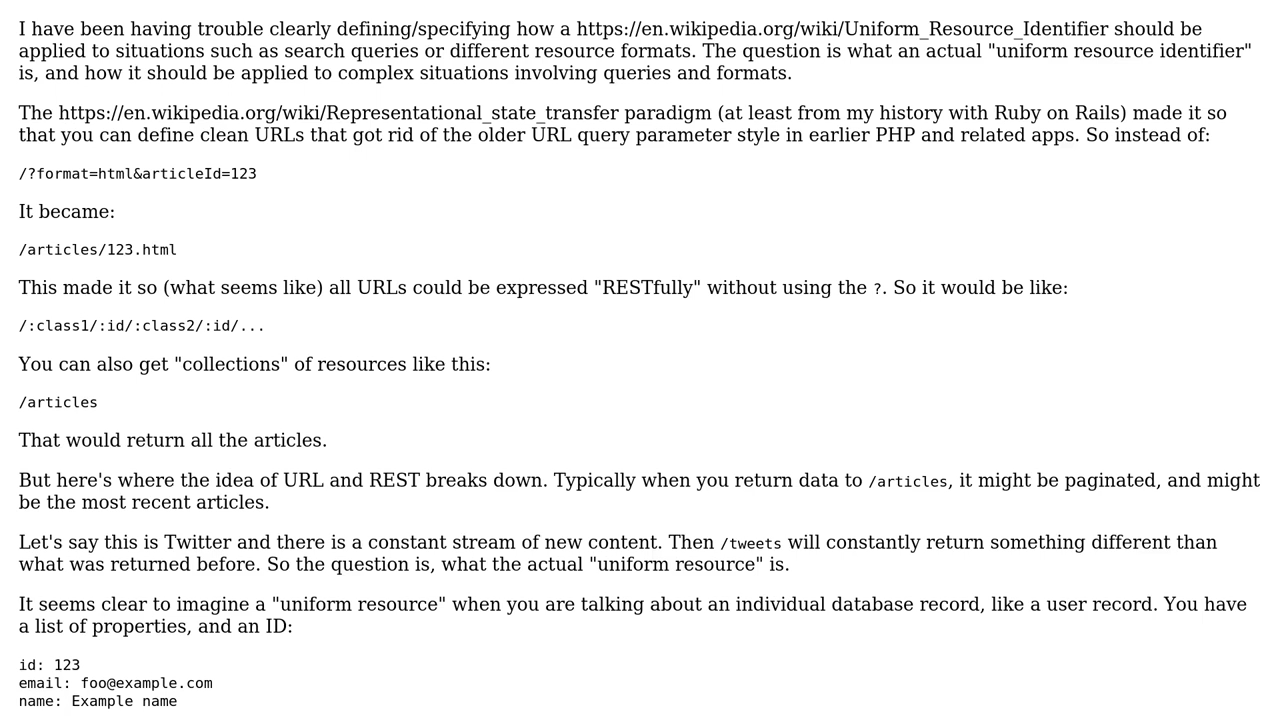 I have been having trouble clearly defining/specifying how a https://en.wikipedia.org/wiki/Uniform_Resource_Identifier should be
applied to situations such as search queries or different resource formats. The question is what an actual "uniform resource identifier"
is, and how it should be applied to complex situations involving queries and formats.
The https://en.wikipedia.org/wiki/Representational_state_transfer paradigm (at least from my history with Ruby on Rails) made it so
that you can define clean URLs that got rid of the older URL query parameter style in earlier PHP and related apps. So instead of:
/?format=html&articleId=123
It became:
/articles/123.html
This made it so (what seems like) all URLs could be expressed "RESTfully" without using the ?. So it would be like:
/:class1/:id/:class2/:id/...
You can also get "collections" of resources like this:
/articles
That would return all the articles.
But here's where the idea of URL and REST breaks down. Typically when you return data to /articles, it might be paginated, and might
be the most recent articles.
Let's say this is Twitter and there is a constant stream of new content. Then /tweets will constantly return something different than
what was returned before. So the question is, what the actual "uniform resource" is.
It seems clear to imagine a "uniform resource" when you are talking about an individual database record, like a user record. You have
a list of properties, and an ID:
id: 123
email: foo@example.com
name: Example name